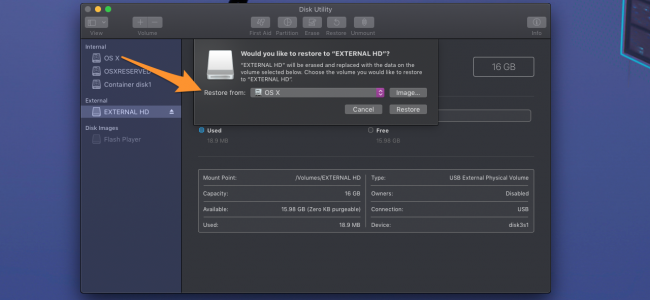 Disk Utility
View
Volume
First Aid
Partition
Erase
Restore
Unmount
Info
Internal
OS X
OSXRESERVED
Container disk1
External
EXTERNAL HD
Disk Images
Flash Player
Would you like to restore to “EXTERNAL HD”?
“EXTERNAL HD” will be erased and replaced with the data on
the volume selected below. Choose the volume you would like to restore
to “EXTERNAL HD”.
Restore from:
OS X
Image...
Cancel
Restore
16 GB
Used
18.9 MB
Free
15.98 GB
Mount Point:
/Volumes/EXTERNAL HD
Capacity:
16 GB
Available:
15.98 GB (Zero KB purgeable)
Used:
18.9 MB
Type:
USB External Physical Volume
Owners:
Disabled
Connection:
USB
Device:
disk3s1